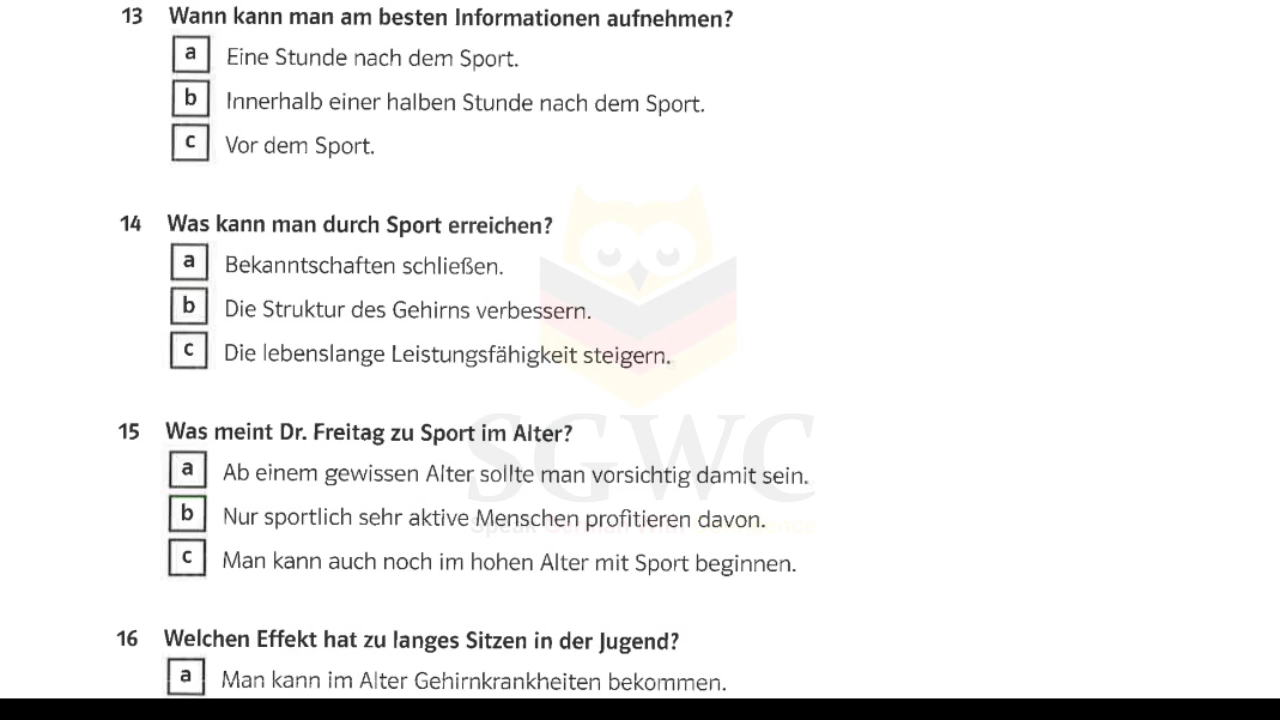 13 Wann kann man am besten Informationen aufnehmen?
a Eine Stunde nach dem Sport.
b Innerhalb einer halben Stunde nach dem Sport.
c Vor dem Sport.
14 Was kann man durch Sport erreichen?
a Bekanntschaften schließen.
b Die Struktur des Gehirns verbessern.
c Die lebenslange Leistungsfähigkeit steigern.
15 Was meint Dr. Freitag zu Sport im Alter?
a Ab einem gewissen Alter sollte man vorsichtig damit sein.
SGWC
b Nur sportlich sehr aktive Menschen profitieren davon.
Speak German With
c Man kann auch noch im hohen Alter mit Sport beginnen.
16 Welchen Effekt hat zu langes Sitzen in der Jugend?
a Man kann im Alter Gehirnkrankheiten bekommen.